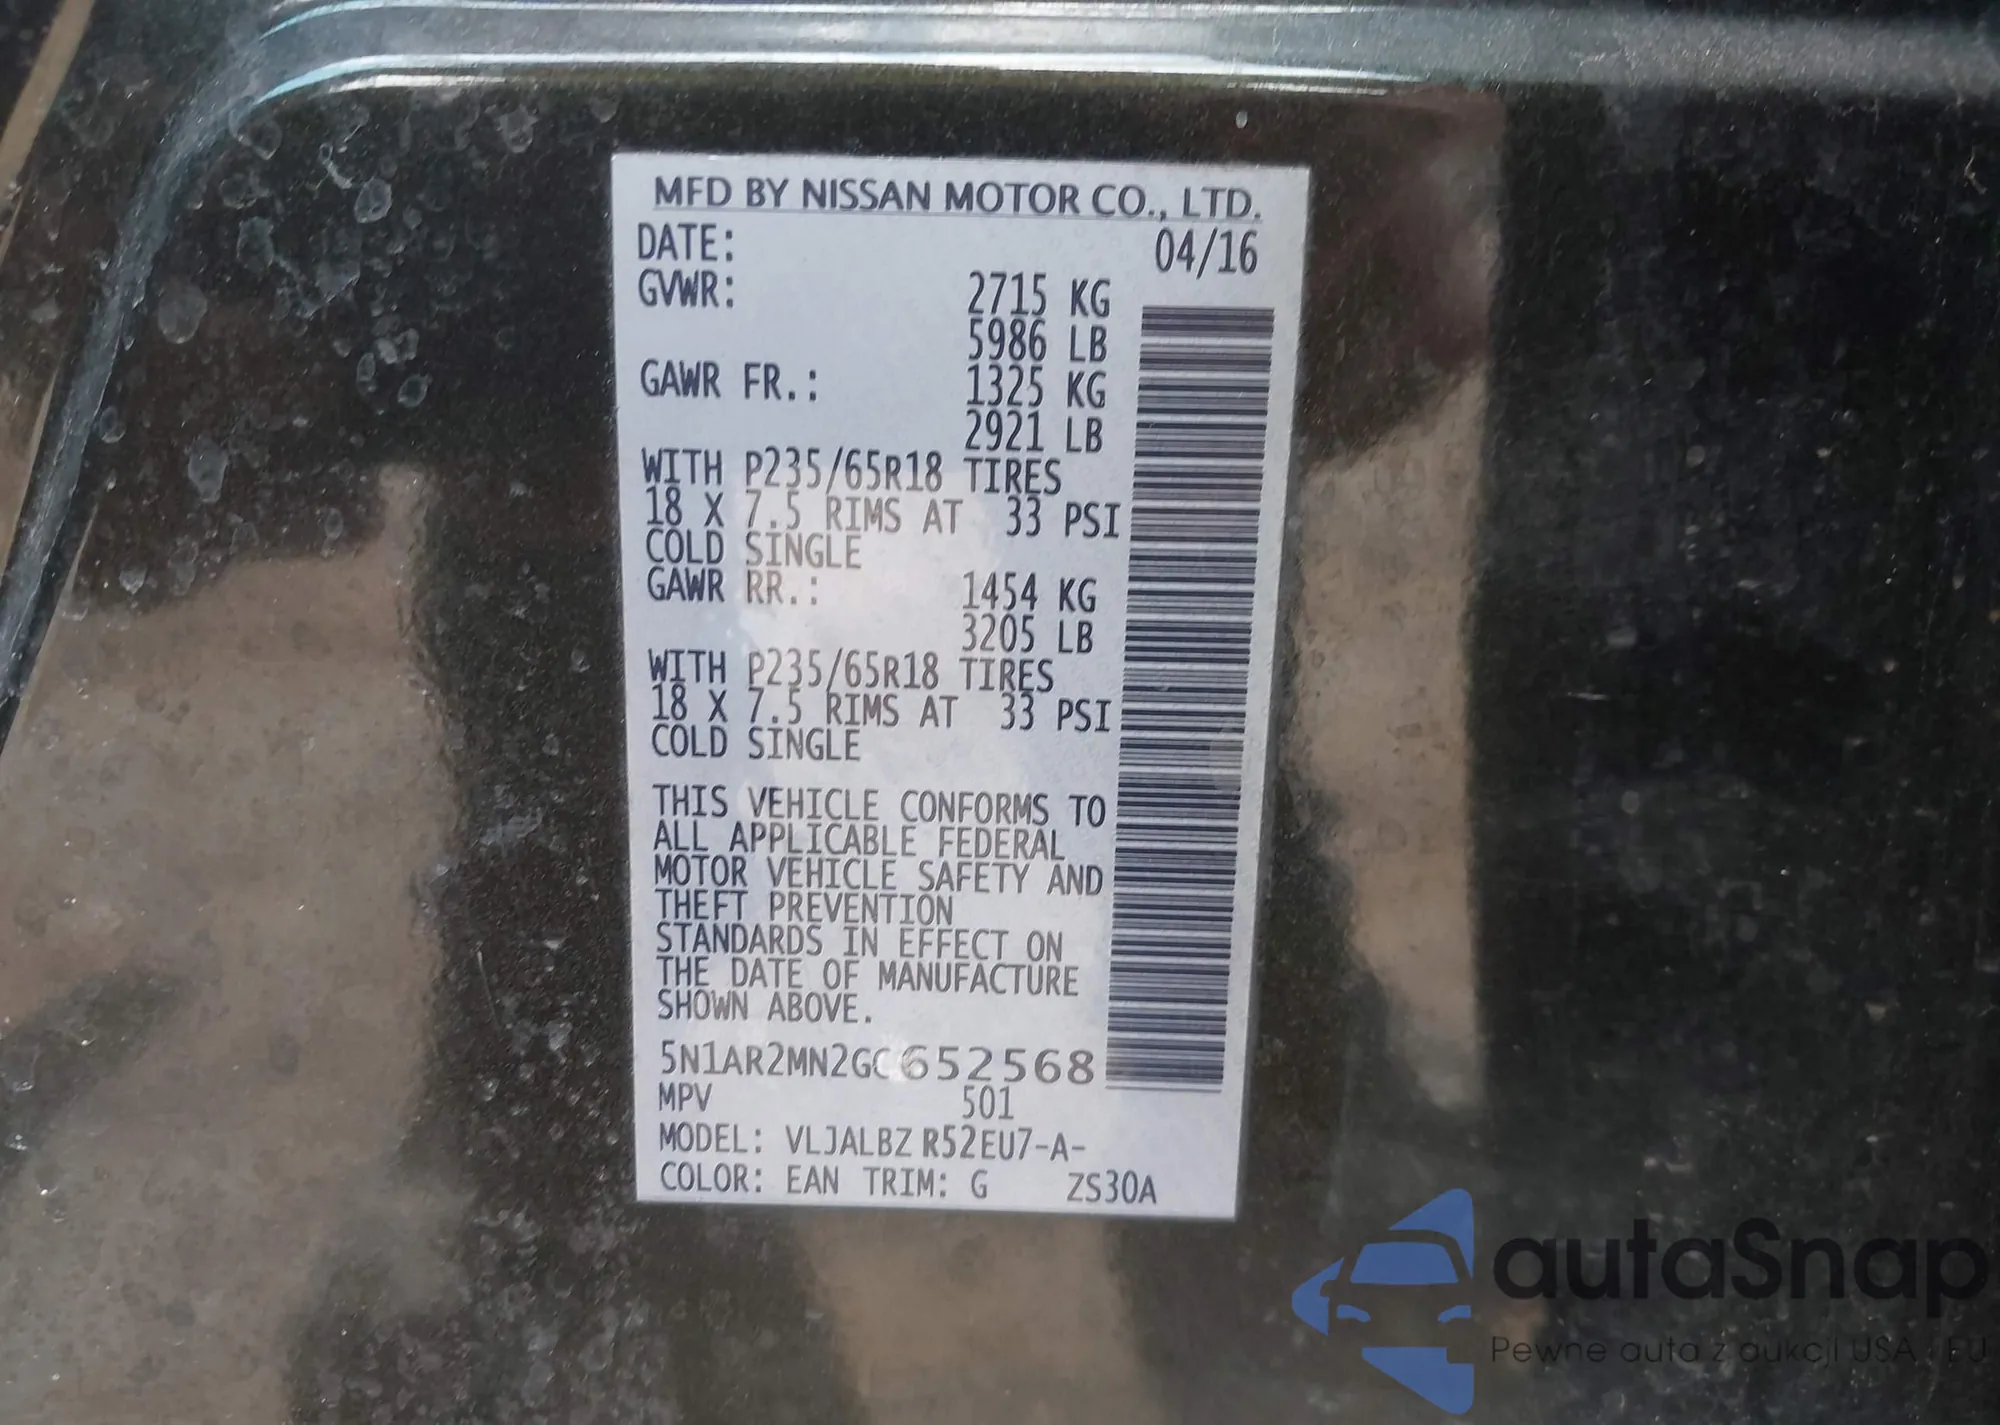 MFD BY NISSAN MOTOR CO., LTD.
DATE: 04/16
GVWR: 2715 KG
5986 LB
GAWR FR.: 1325 KG
2921 LB
WITH P235/65R18 TIRES
18 X 7.5 RIMS AT 33 PSI
COLD SINGLE
GAWR RR.: 1454 KG
3205 LB
WITH P235/65R18 TIRES
18 X 7.5 RIMS AT 33 PSI
COLD SINGLE
THIS VEHICLE CONFORMS TO
ALL APPLICABLE FEDERAL
MOTOR VEHICLE SAFETY AND
THEFT PREVENTION
STANDARDS IN EFFECT ON
THE DATE OF MANUFACTURE
SHOWN ABOVE.
5N1AR2MN2GC652568
MPV 501
MODEL: VLJALBZ R52EU7-A-
COLOR: EAN TRIM: G ZS30A
autaSnap
Pewne auta z aukcji USA i EU